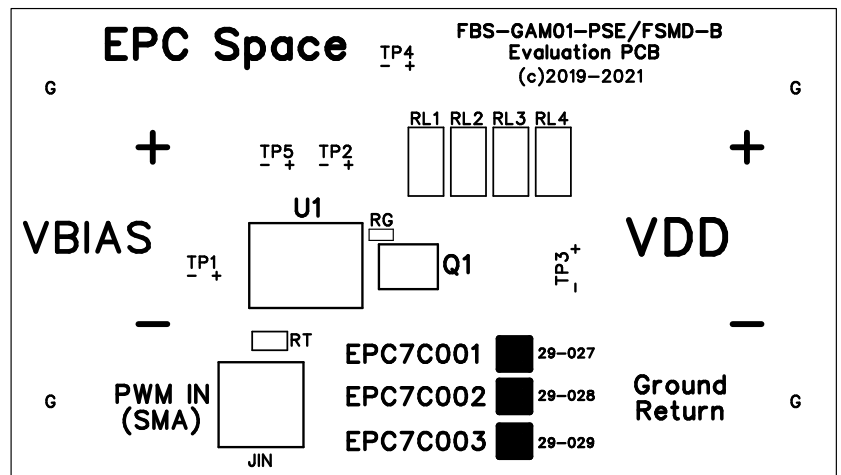 EPC Space
TP4
- +
FBS-GAM01-PSE/FSMD-B
Evaluation PCB
(c)2019-2021
G
G
+
+
RL1 RL2 RL3 RL4
TP5
- +
TP2
- +
U1
RG
VBIAS
VDD
TP1
- +
Q1
TP3
- +
-
-
RT
EPC7C001 29-027
EPC7C002 29-028
EPC7C003 29-029
PWM IN
(SMA)
JIN
Ground
Return
G
G